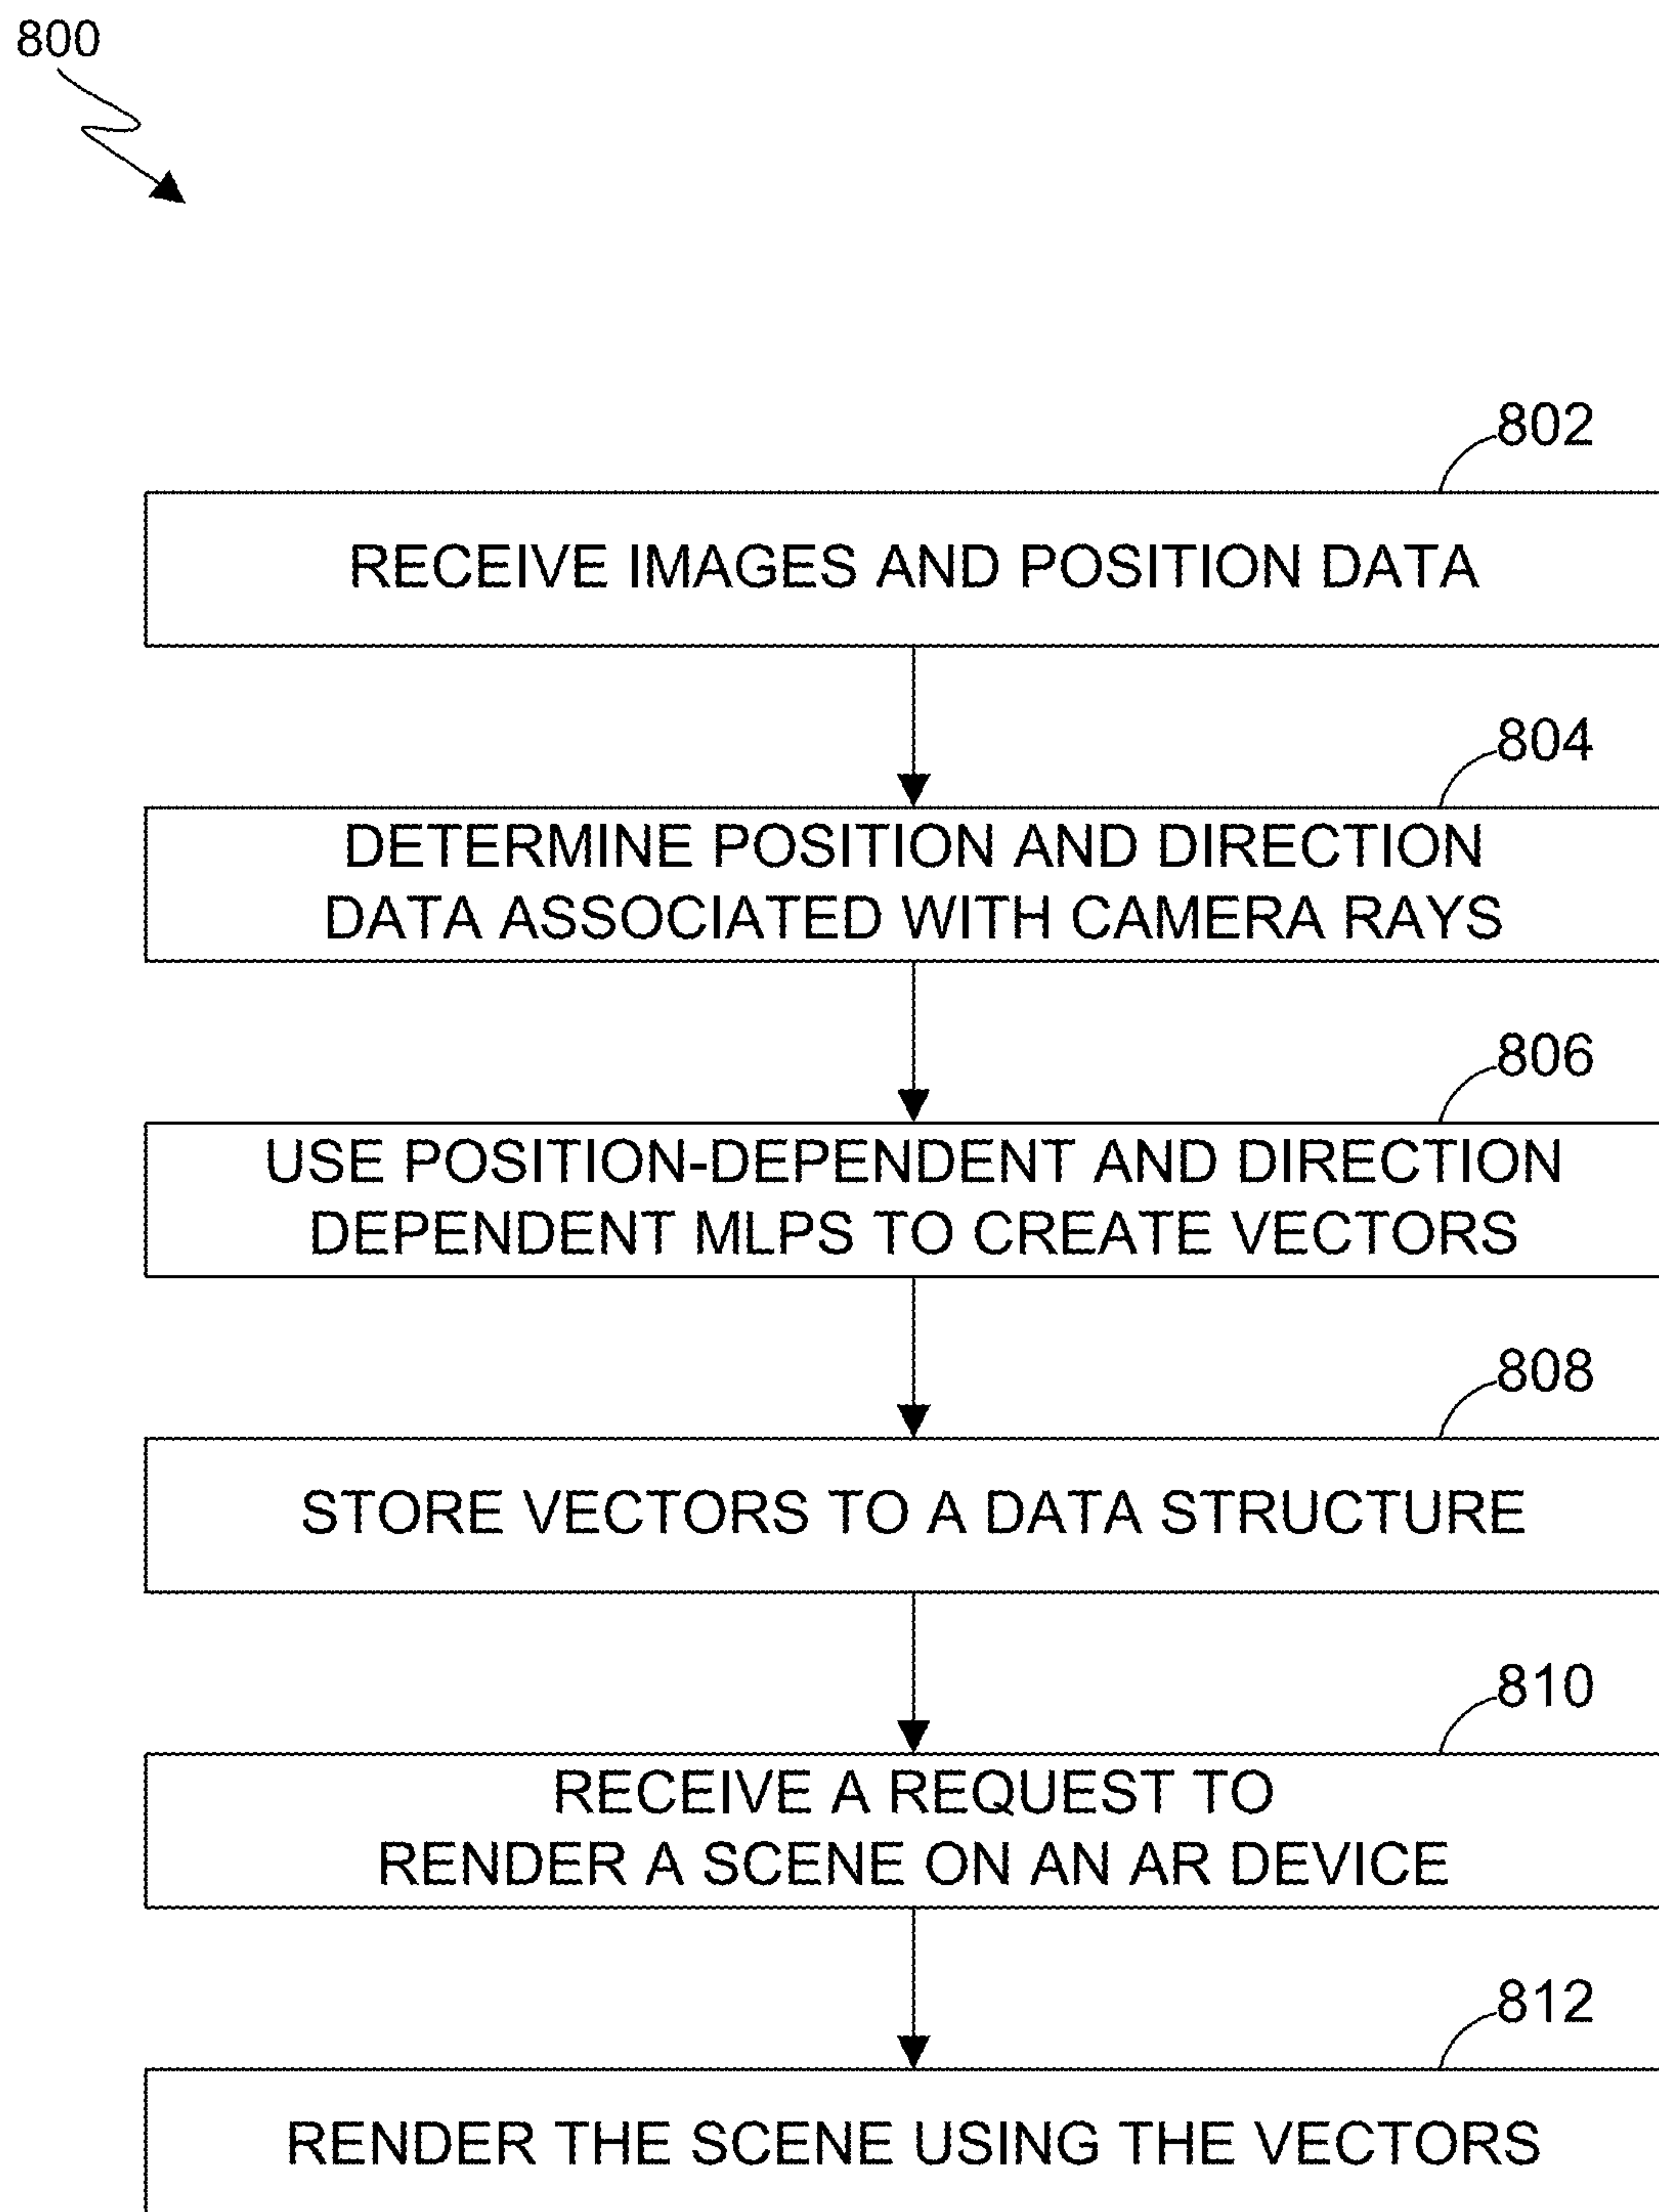 800
802
RECEIVE IMAGES AND POSITION DATA
804
DETERMINE POSITION AND DIRECTION
DATA ASSOCIATED WITH CAMERA RAYS
806
USE POSITION-DEPENDENT AND DIRECTION
DEPENDENT MLPS TO CREATE VECTORS
808
STORE VECTORS TO A DATA STRUCTURE
810
RECEIVE A REQUEST TO
RENDER A SCENE ON AN AR DEVICE
812
RENDER THE SCENE USING THE VECTORS